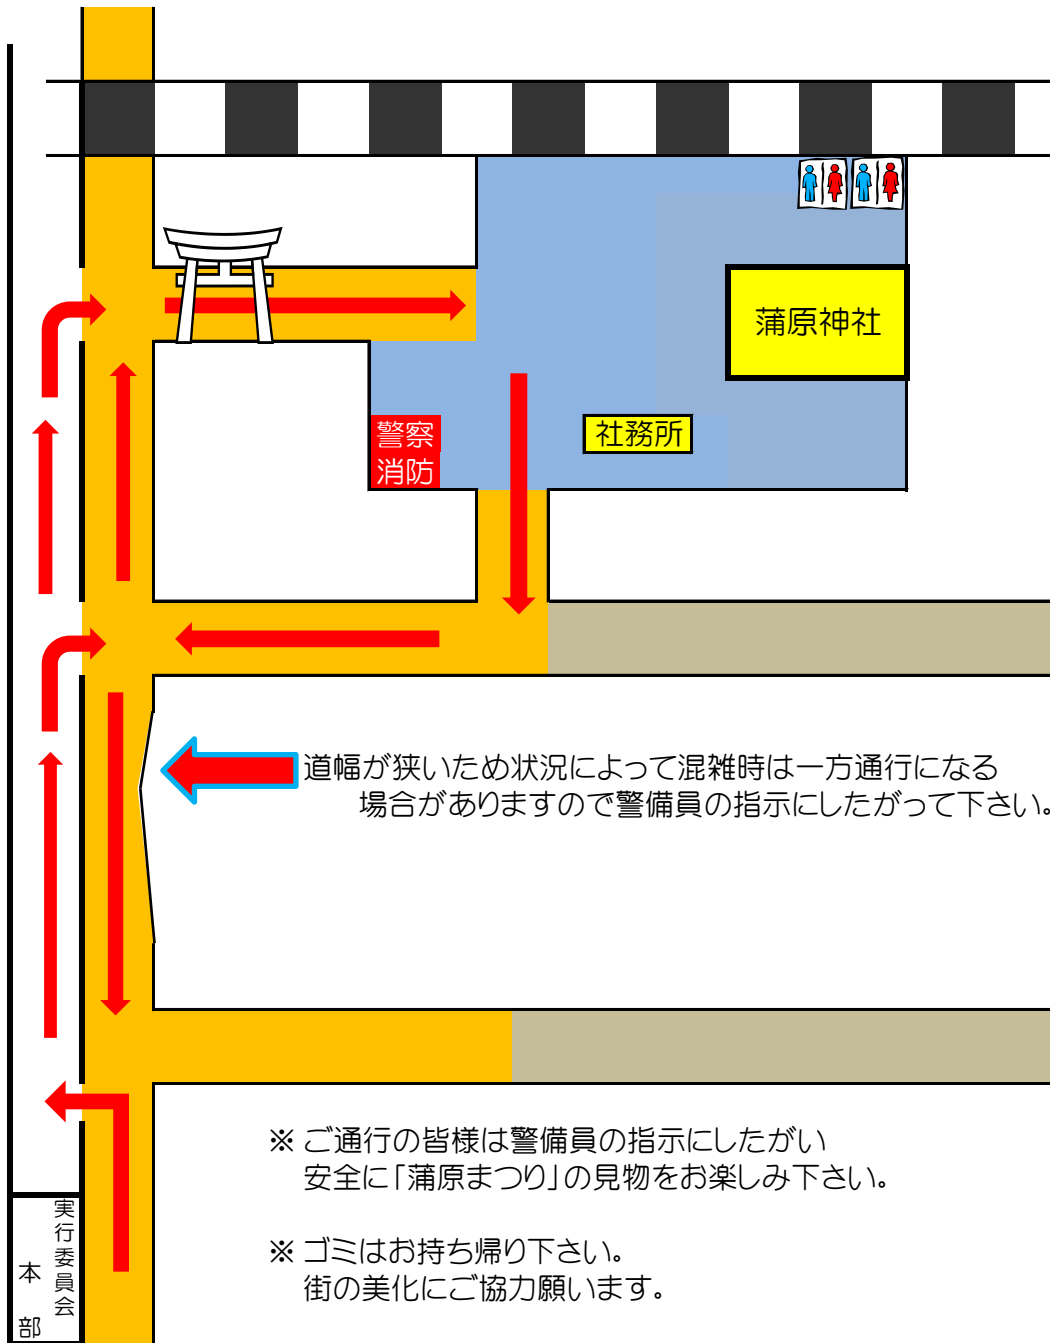 蒲原神社
警察
消防
社務所
道幅が狭いため状況によって混雑時は一方通行になる
場合がありますので警備員の指示にしたがって下さい。
※ ご通行の皆様は警備員の指示にしたがい
安全に「蒲原まつり」の見物をお楽しみ下さい。
※ ゴミはお持ち帰り下さい。
街の美化にご協力願います。
実行委員会
本部